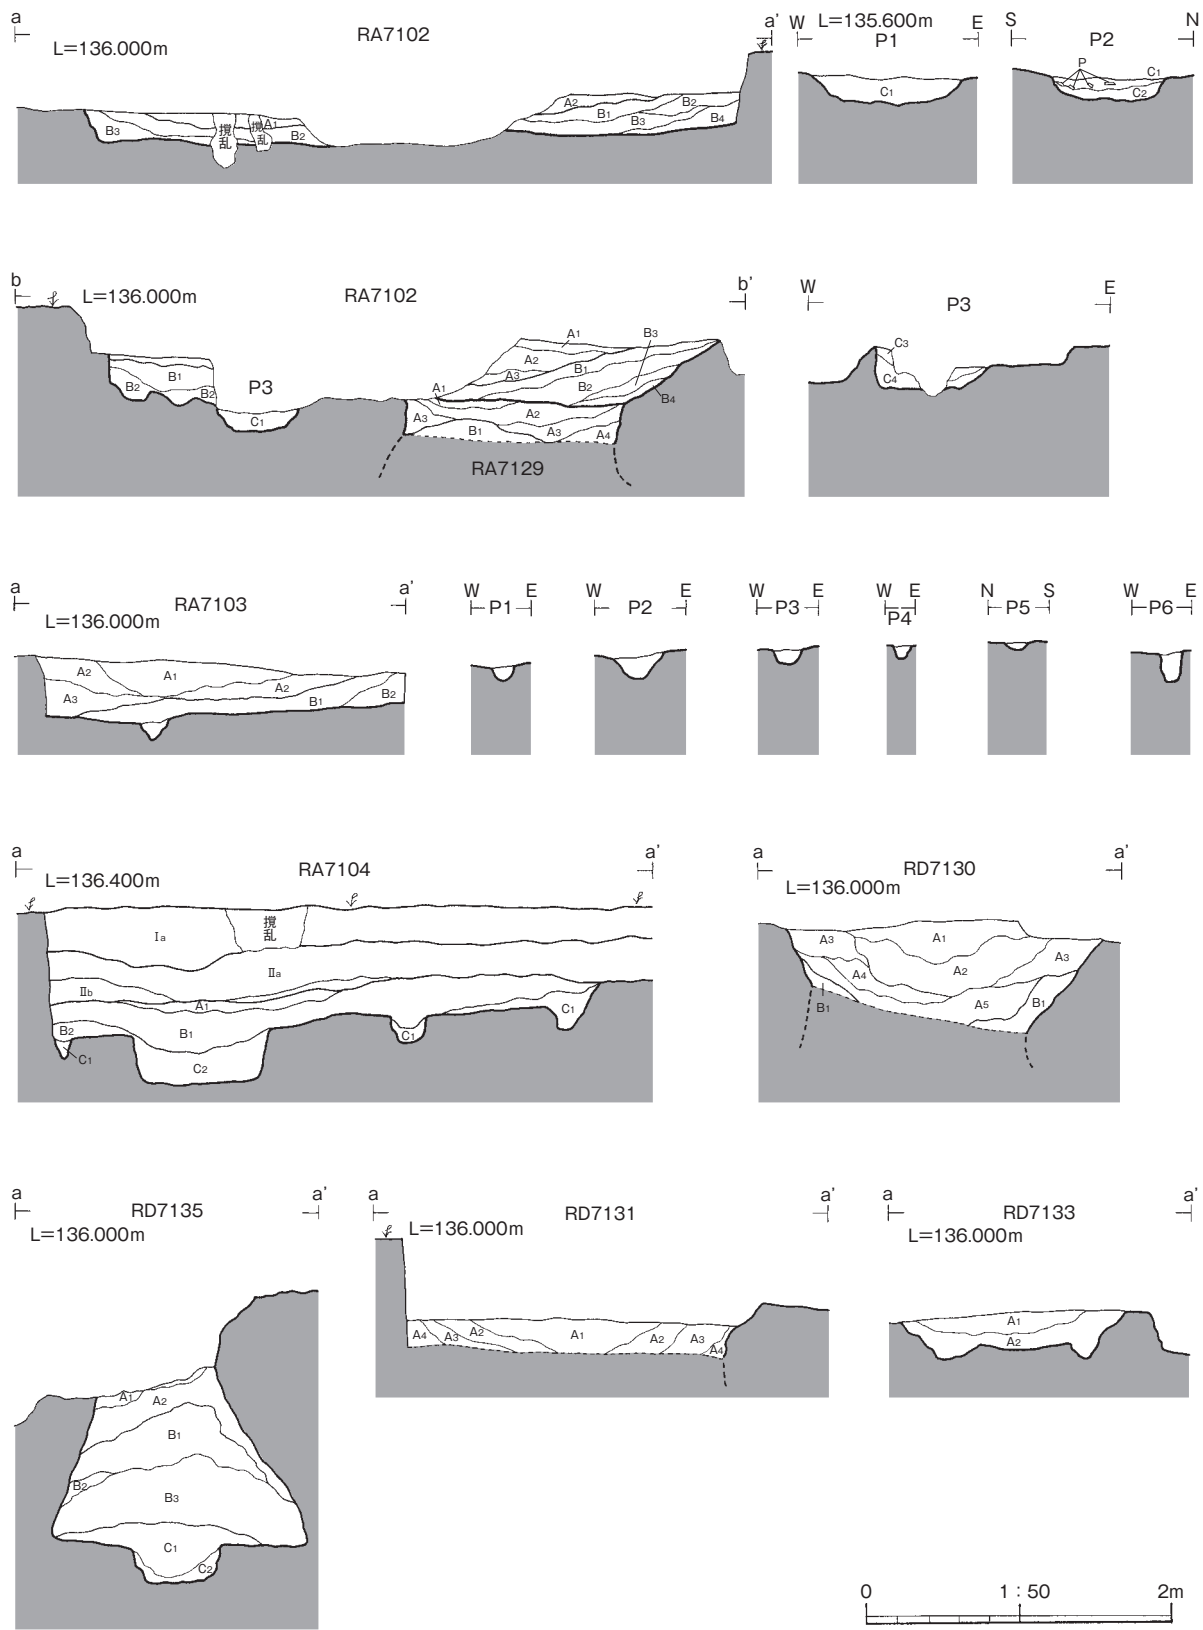 a RA7102 a'
L=136.000m
A2 B2 B1 B3 B4
B3 撹乱 撹乱 A1 B2
W L=135.600m E
P1
C1
S P2 N
P
C1
C2
b L=136.000m RA7102 b'
A1 B3
A2 B1
A3 B2
A1 B4
B1
B2 B2
P3
C1
A3 A2
B1 A3 A4
RA7129
W P3 E
C3
C4
a RA7103 a'
L=136.000m
A2 A1
A3 A2 B1 B2
W P1 E
W P2 E
W P3 E
W P4 E
N P5 S
W P6 E
a RA7104 a'
L=136.400m
Ia 撹乱
IIa
IIb
A1
B2 B1 C1
C1 C2 C1
a RD7130 a'
L=136.000m
A3 A1
A4 A2 A3
B1 A5 B1
a RD7135 a'
L=136.000m
A1 A2
B1
B2
B3
C1
C2
a RD7131 a'
L=136.000m
A4 A3 A2 A1 A2 A3 A4
a RD7133 a'
L=136.000m
A1
A2
0 1：50 2m